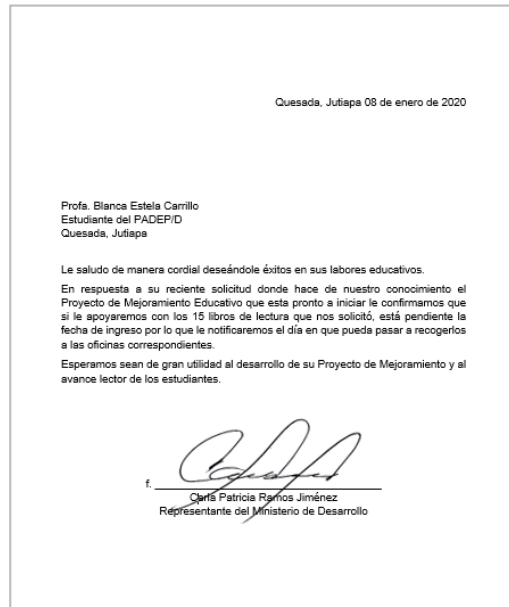 Quesada, Jutiapa 08 de enero de 2020
Profa. Blanca Estela Carrillo
Estudiante del PADEP/D
Quesada, Jutiapa
Le saludo de manera cordial deseándole éxitos en sus labores educativos.
En respuesta a su reciente solicitud donde hace de nuestro conocimiento el
Proyecto de Mejoramiento Educativo que esta pronto a iniciar le confirmamos que
si le apoyaremos con los 15 libros de lectura que nos solicitó, está pendiente la
fecha de ingreso por lo que le notificaremos el día en que pueda pasar a recogerlos
a las oficinas correspondientes.
Esperamos sean de gran utilidad al desarrollo de su Proyecto de Mejoramiento y al
avance lector de los estudiantes.
f.
Carla Patricia Ramos Jiménez
Representante del Ministerio de Desarrollo